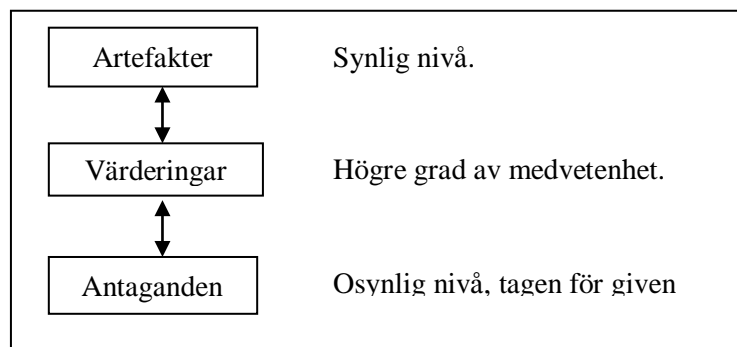 Artefakter Synlig nivå.
Värderingar Högre grad av medvetenhet.
Antaganden Osynlig nivå, tagen för given